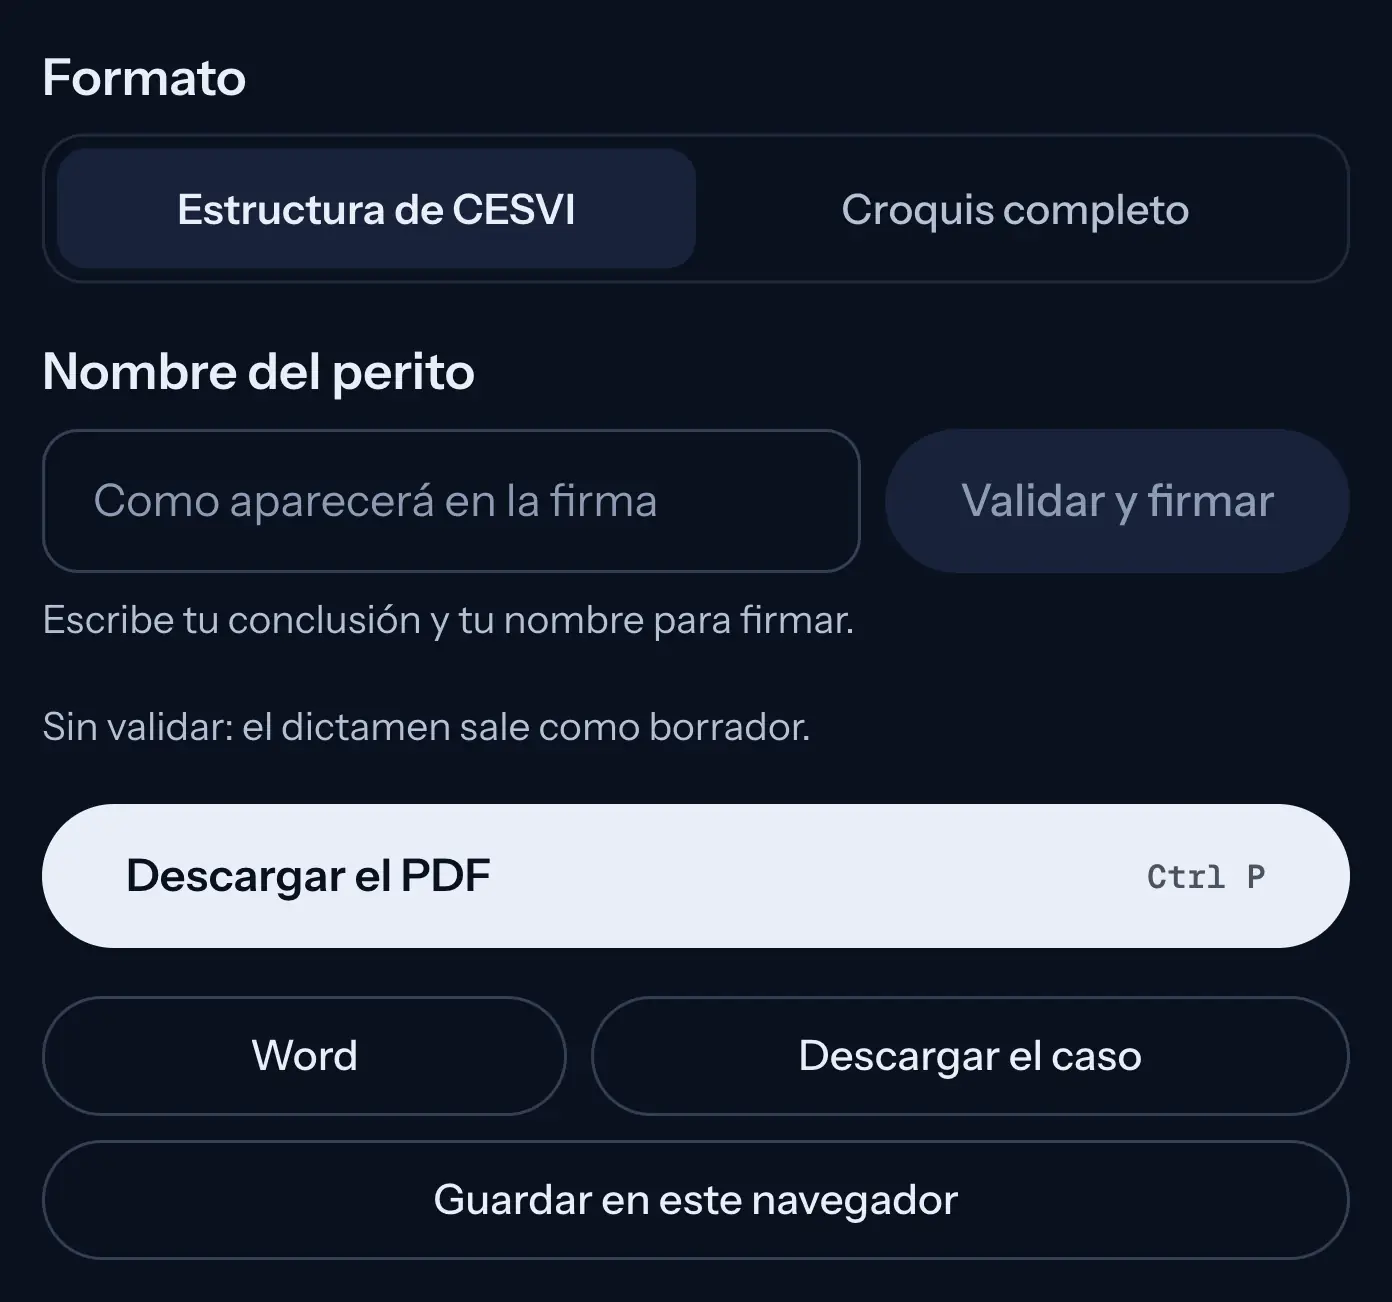 Formato
Estructura de CESVI
Croquis completo
Nombre del perito
Como aparecerá en la firma
Validar y firmar
Escribe tu conclusión y tu nombre para firmar.
Sin validar: el dictamen sale como borrador.
Descargar el PDF
Ctrl P
Word
Descargar el caso
Guardar en este navegador